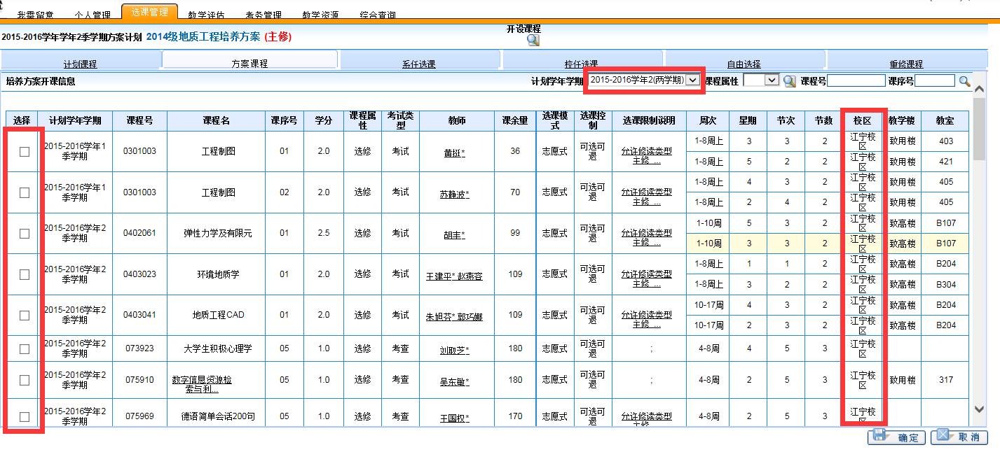 我要留意 个人管理 选课管理 教学评估 考务管理 教学资源 综合查询
2015-2016学年学年2季学期方案计划 2014级地质工程培养方案 (主修) 开设课程
计划课程 方案课程 系任选课 校任选课 自由选择 重修课程
培养方案开课信息 计划学年学期 2015-2016学年2(两学期) 课程属性 课程号 课序号
选择 计划学年学期 课程号 课程名 课序号 学分 课程属性 考试类型 教师 课余量 选课模式 选课控制 选课限制说明 周次 星期 节次 节数 校区 教学楼 教室
2015-2016学年1季学期 0301003 工程制图 01 2.0 选修 考试 黄挺* 36 志愿式 可选可退 允许修读类型主修 ... 1-8周上 3 3 2 江宁校区 致用楼 403
1-8周上 5 2 2 江宁校区 致用楼 421
2015-2016学年1季学期 0301003 工程制图 02 2.0 选修 考试 苏静波* 70 志愿式 可选可退 允许修读类型主修 ... 1-8周上 4 3 2 江宁校区 致用楼 405
1-8周上 2 4 2 江宁校区 致用楼 405
2015-2016学年2季学期 0402061 弹性力学及有限元 01 2.5 选修 考试 胡丰* 99 志愿式 可选可退 允许修读类型主修 ... 1-10周 5 3 2 江宁校区 致高楼 B107
1-10周 3 3 2 江宁校区 致高楼 B107
2015-2016学年2季学期 0403023 环境地质学 01 2.0 选修 考试 王建平* 赵燕容 109 志愿式 可选可退 允许修读类型主修 ... 1-8周上 1 1 2 江宁校区 致高楼 B204
1-8周上 3 2 2 江宁校区 致高楼 B304
2015-2016学年2季学期 0403041 地质工程CAD 01 2.0 选修 考试 朱旭芬* 郭巧娜 109 志愿式 可选可退 允许修读类型主修 ... 10-17周 4 3 2 江宁校区 致高楼 B204
10-17周 2 3 2 江宁校区 致高楼 B204
2015-2016学年2季学期 073923 大学生积极心理学 05 1.0 选修 考查 刘取芝* 180 志愿式 可选可退 ; 4-8周 4 5 3 江宁校区
2015-2016学年2季学期 075910 数字信息资源检索与利... 05 1.0 选修 考查 吴东敏* 180 志愿式 可选可退 ; 4-8周 2 5 3 江宁校区 致用楼 317
2015-2016学年2季学期 075969 德语简单会话200句 05 1.0 选修 考查 王国权* 170 志愿式 可选可退 允许修读类型主修 4-8周 2 5 3 江宁校区
确定 取消